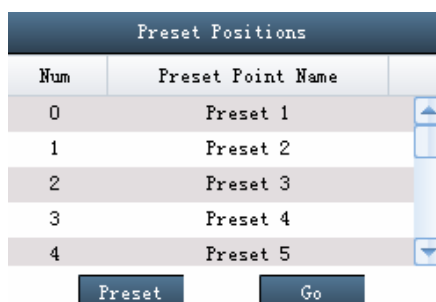 Preset Positions
Num Preset Point Name
0 Preset 1
1 Preset 2
2 Preset 3
3 Preset 4
4 Preset 5
Preset Go